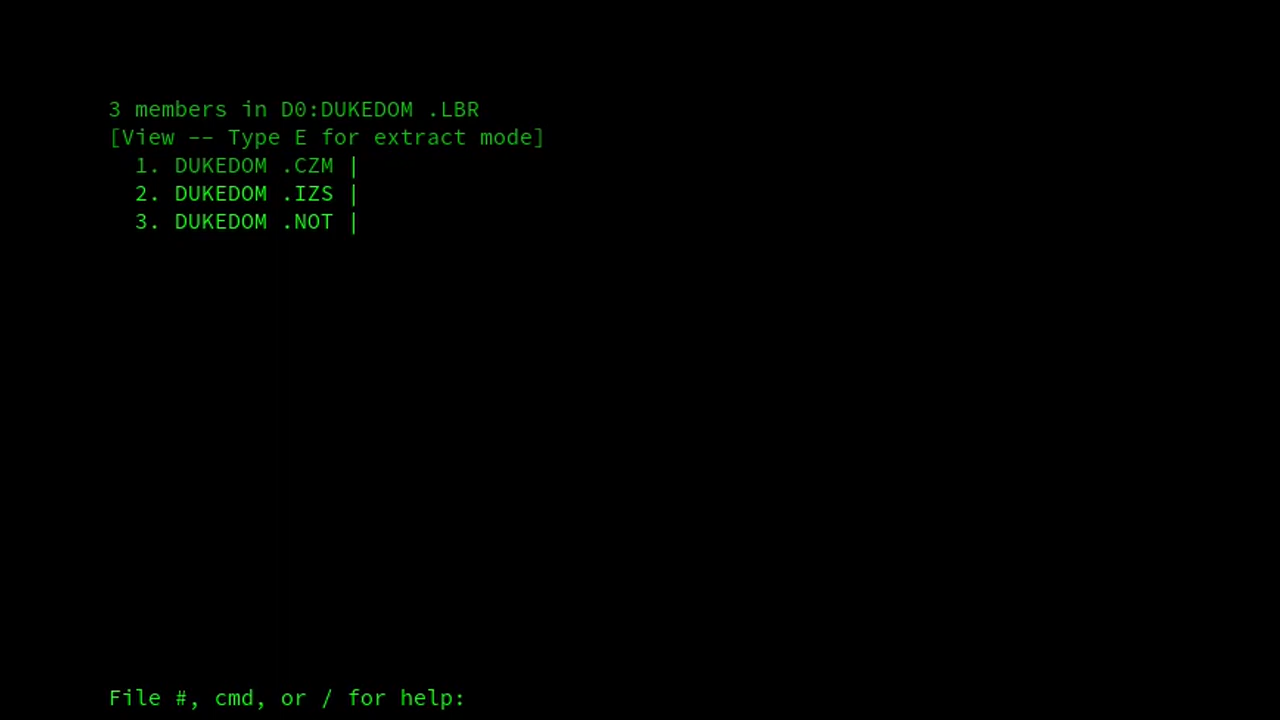 3 members in D0:DUKEDOM .LBR
[View -- Type E for extract mode]
1. DUKEDOM .CZM |
2. DUKEDOM .IZS |
3. DUKEDOM .NOT |
File #, cmd, or / for help: